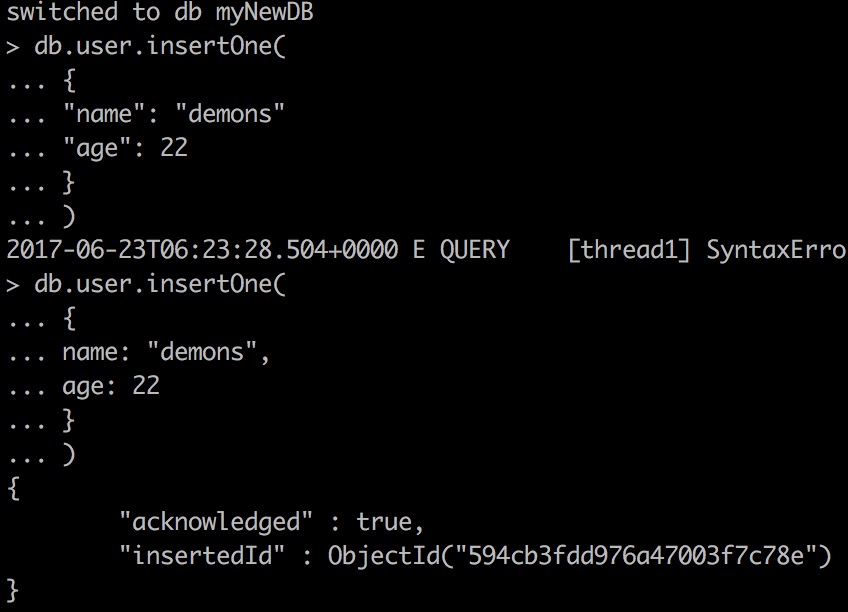 switched to db myNewDB
> db.user.insertOne(
... {
... "name": "demons"
... "age": 22
... }
... )
2017-06-23T06:23:28.504+0000 E QUERY    [thread1] SyntaxErro
> db.user.insertOne(
... {
... name: "demons",
... age: 22
... }
... )
{
        "acknowledged" : true,
        "insertedId" : ObjectId("594cb3fdd976a47003f7c78e")
}